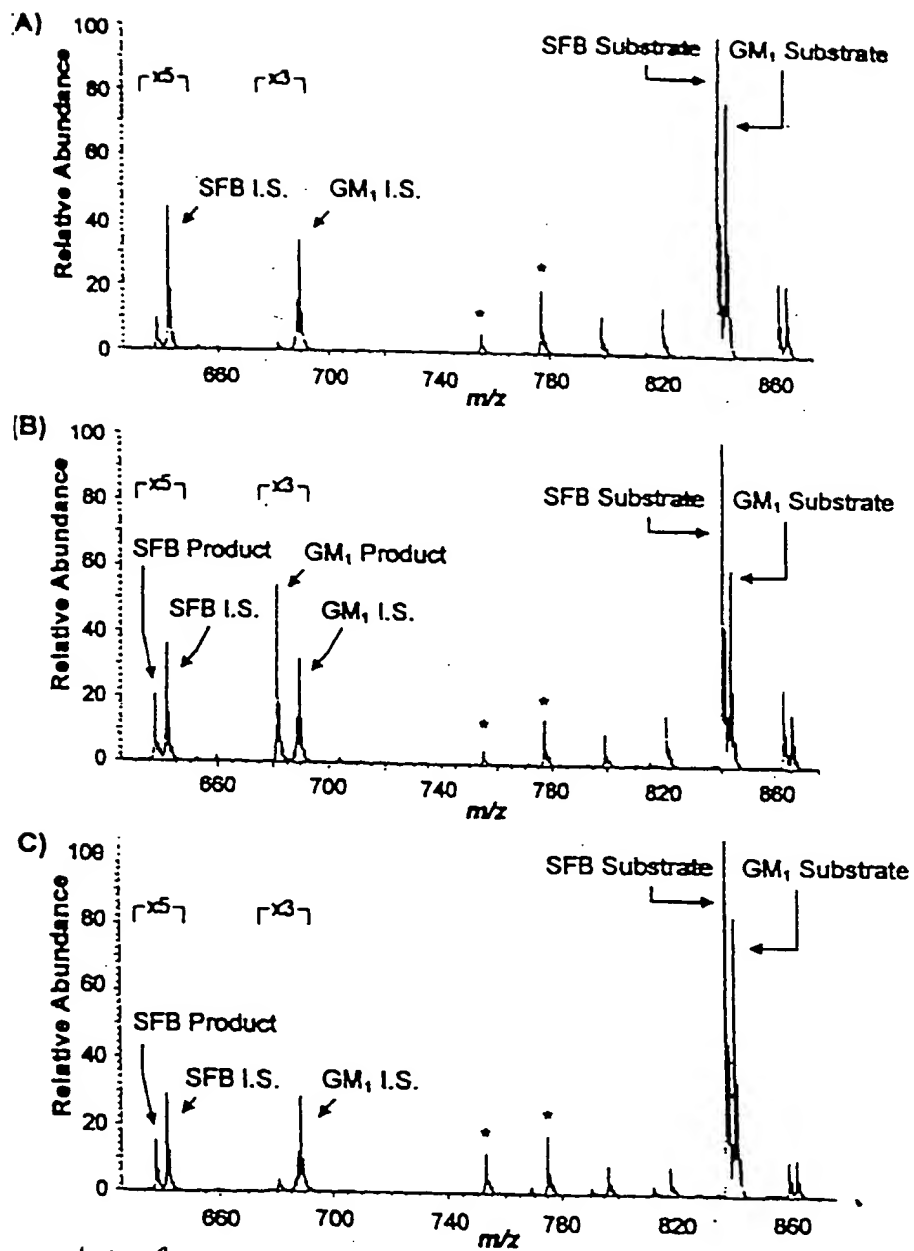 (A)
Relative Abundance
100
80
60
40
20
0
x5
x3
SFB I.S.
GM₁ I.S.
*
*
SFB Substrate
GM₁ Substrate
660
700
740
780
820
860
m/z
(B)
Relative Abundance
100
80
60
40
20
0
x5
x3
SFB Product
SFB I.S.
GM₁ Product
GM₁ I.S.
*
*
SFB Substrate
GM₁ Substrate
660
700
740
780
820
860
m/z
C)
Relative Abundance
100
80
60
40
20
0
x5
x3
SFB Product
SFB I.S.
GM₁ I.S.
*
*
SFB Substrate
GM₁ Substrate
660
700
740
780
820
860
m/z